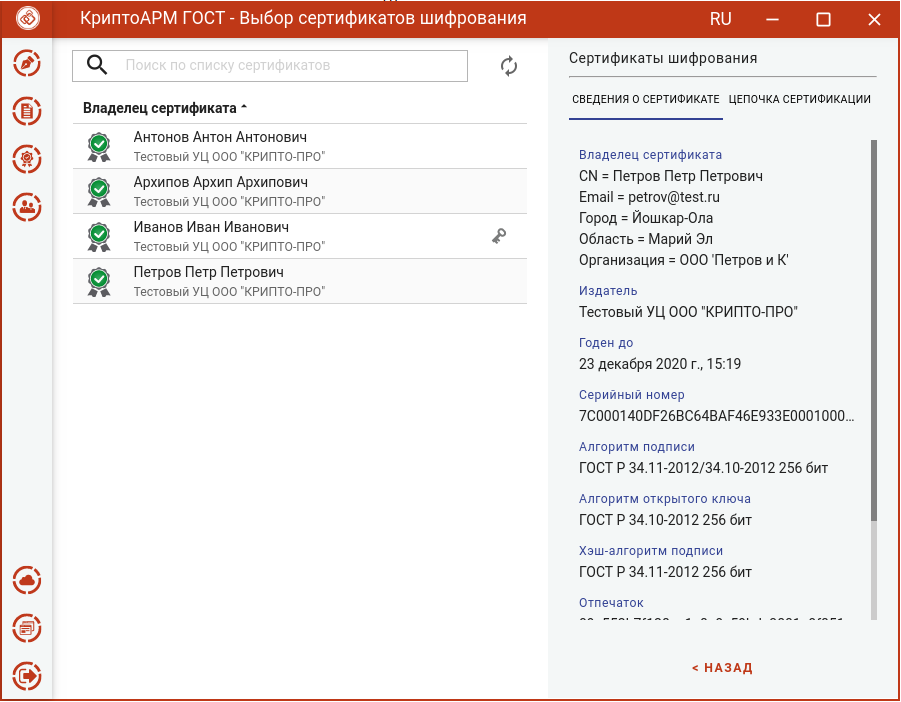 КриптоАРМ ГОСТ - Выбор сертификатов шифрования
RU
Поиск по списку сертификатов
Владелец сертификата
Антонов Антон Антонович
Тестовый УЦ ООО "КРИПТО-ПРО"
Архипов Архип Архипович
Тестовый УЦ ООО "КРИПТО-ПРО"
Иванов Иван Иванович
Тестовый УЦ ООО "КРИПТО-ПРО"
Петров Петр Петрович
Тестовый УЦ ООО "КРИПТО-ПРО"
Сертификаты шифрования
СВЕДЕНИЯ О СЕРТИФИКАТЕ ЦЕПОЧКА СЕРТИФИКАЦИИ
Владелец сертификата
CN = Петров Петр Петрович
Email = petrov@test.ru
Город = Йошкар-Ола
Область = Марий Эл
Организация = ООО 'Петров и К'
Издатель
Тестовый УЦ ООО "КРИПТО-ПРО"
Годен до
23 декабря 2020 г., 15:19
Серийный номер
7C000140DF26BC64BAF46E933E0001000...
Алгоритм подписи
ГОСТ Р 34.11-2012/34.10-2012 256 бит
Алгоритм открытого ключа
ГОСТ Р 34.10-2012 256 бит
Хэш-алгоритм подписи
ГОСТ Р 34.11-2012 256 бит
Отпечаток
< НАЗАД